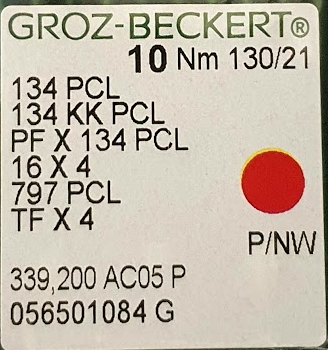 GROZ-BECKERT®
10 Nm 130/21
134 PCL
134 KK PCL
PF X 134 PCL
16 X 4
797 PCL
TF X 4
P/NW
339,200 AC05 P
056501084 G